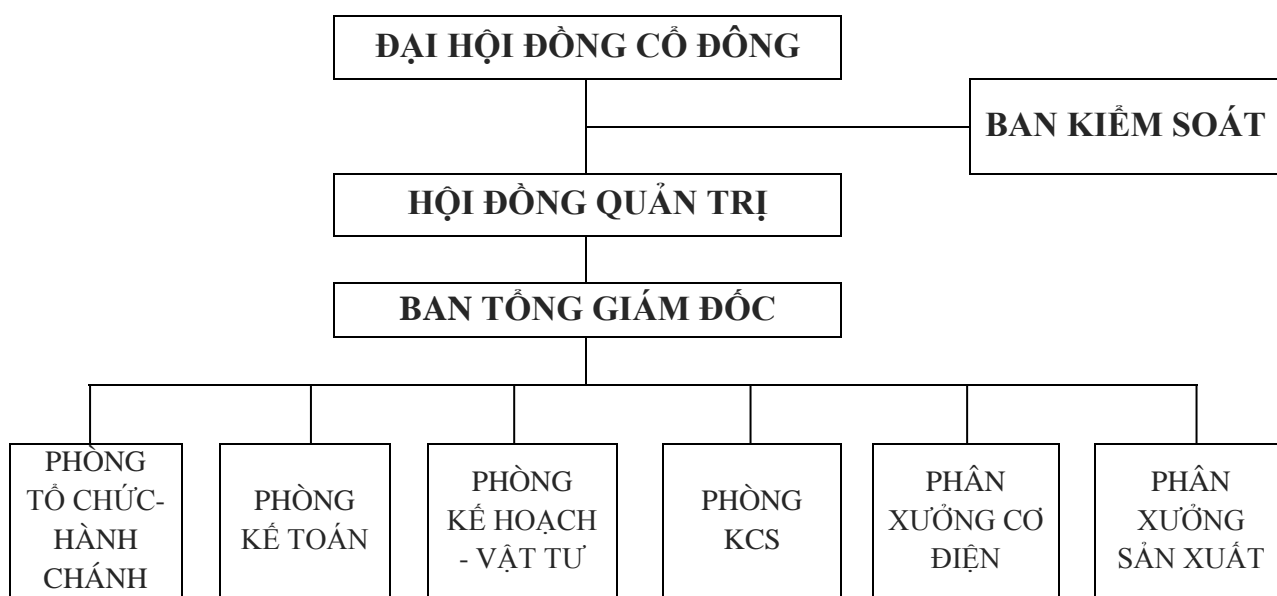 ĐẠI HỘI ĐỒNG CỔ ĐÔNG
BAN KIỂM SOÁT
HỘI ĐỒNG QUẢN TRỊ
BAN TỔNG GIÁM ĐỐC
PHÒNG
TỔ CHỨC-
HÀNH
CHÁNH
PHÒNG
KẾ TOÁN
PHÒNG
KẾ HOẠCH
- VẬT TƯ
PHÒNG
KCS
PHÂN
XƯỞNG CƠ
ĐIỆN
PHÂN
XƯỞNG
SẢN XUẤT